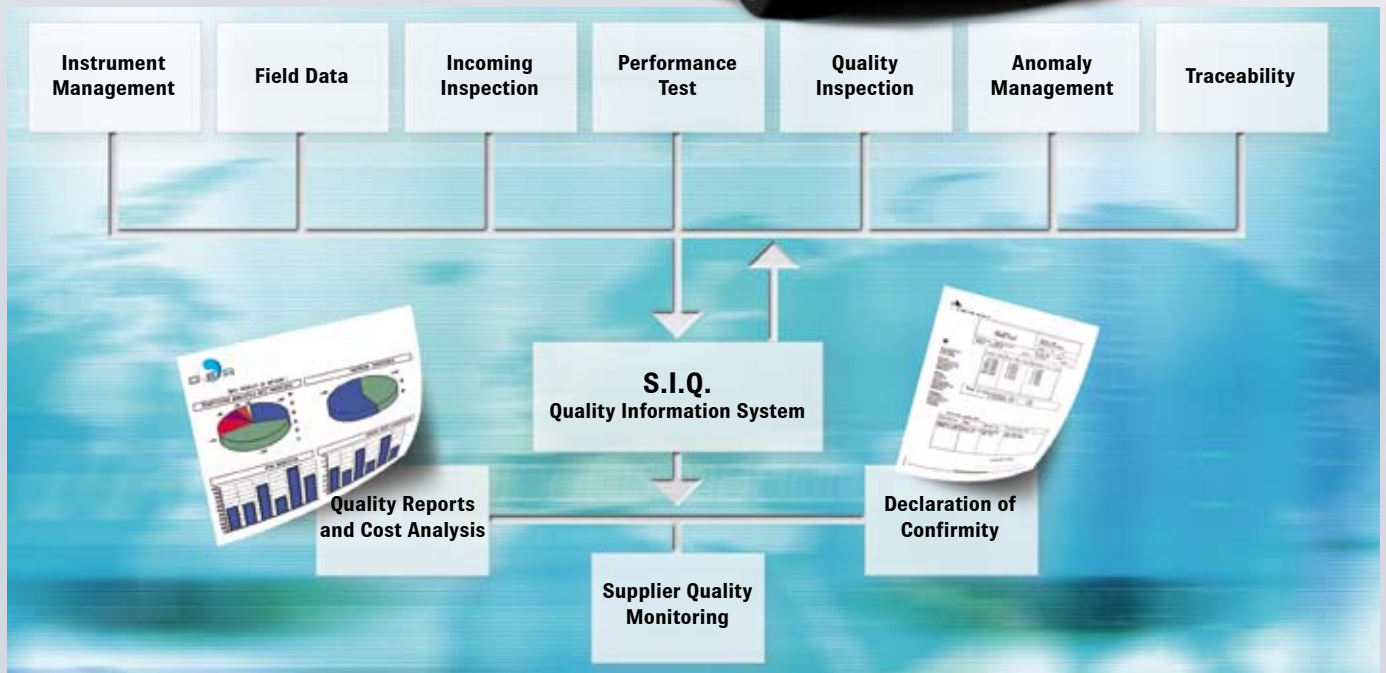 Instrument
Management
Field Data
Incoming
Inspection
Performance
Test
Quality
Inspection
Anomaly
Management
Traceability
S.I.Q.
Quality Information System
Quality Reports
and Cost Analysis
Declaration of
Confirmity
Supplier Quality
Monitoring